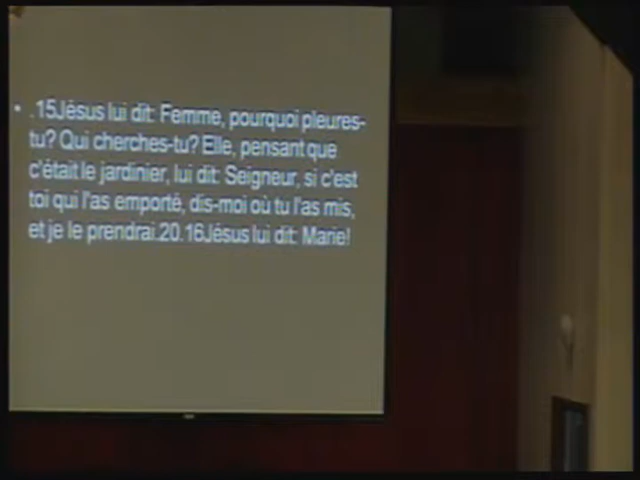 • .15Jésus lui dit: Femme, pourquoi pleures-
tu? Qui cherches-tu? Elle, pensant que
c'était le jardinier, lui dit: Seigneur, si c'est
toi qui l'as emporté, dis-moi où tu l'as mis,
et je le prendrai.20.16Jésus lui dit: Marie!